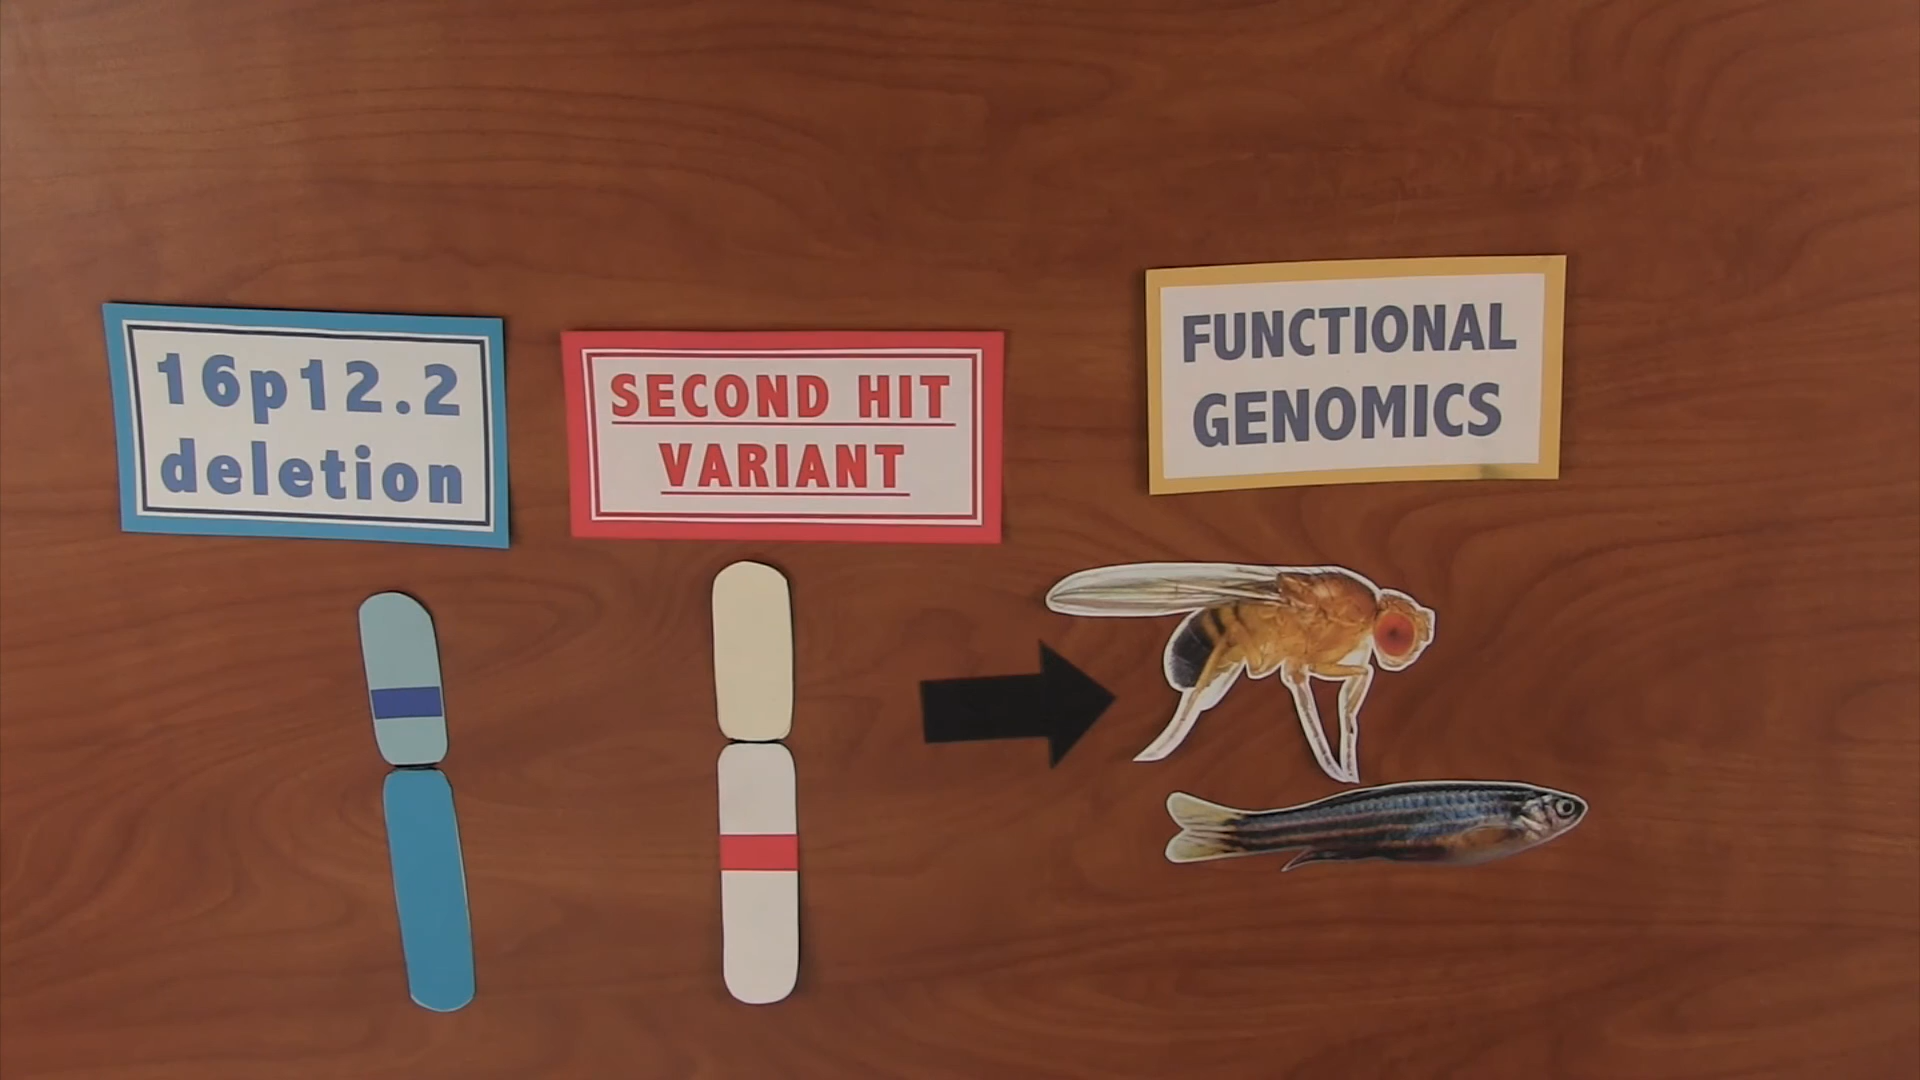 16p12.2
deletion
SECOND HIT
VARIANT
FUNCTIONAL
GENOMICS